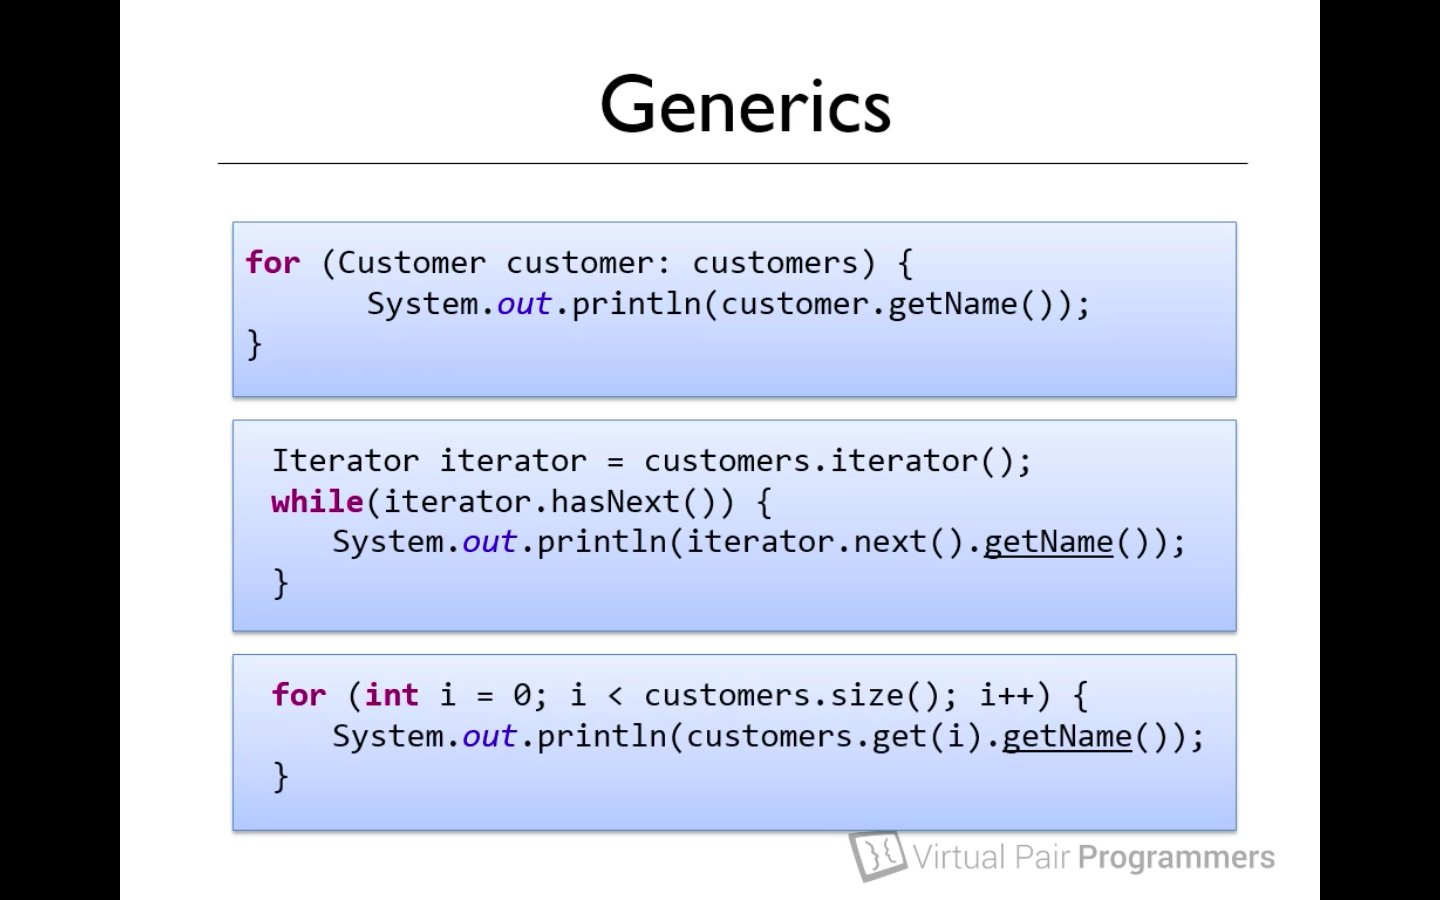 Generics
for (Customer customer: customers) {
System.out.println(customer.getName());
}
Iterator iterator = customers.iterator();
while(iterator.hasNext()) {
System.out.println(iterator.next().getName());
}
for (int i = 0; i < customers.size(); i++) {
System.out.println(customers.get(i).getName());
}
Virtual Pair Programmers